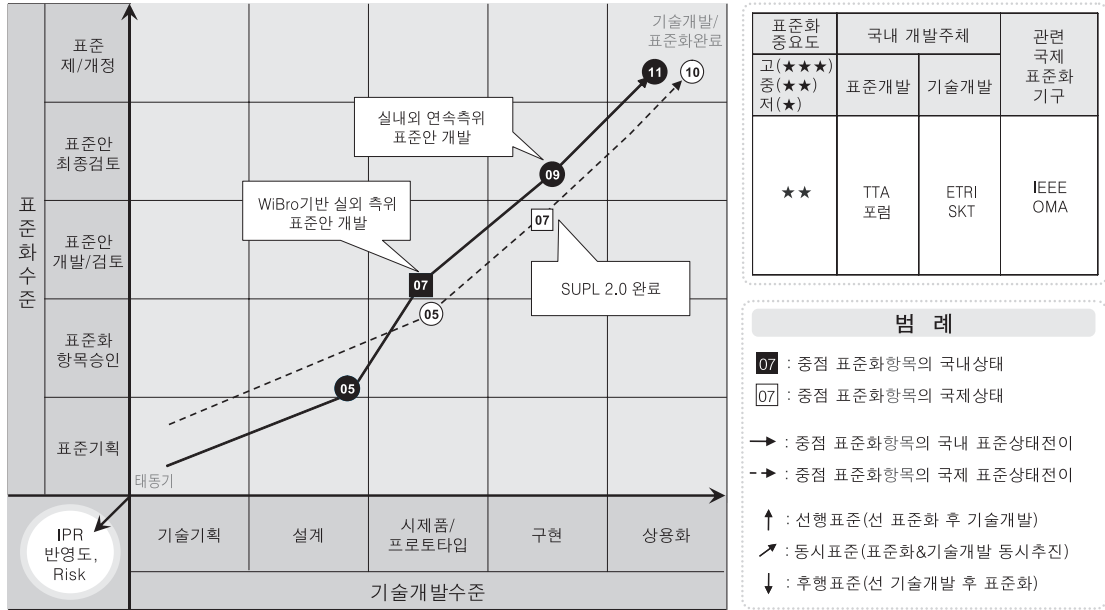 기술개발/
표준화완료
표준
제/개정
11
10
실내외 연속측위
표준안 개발
표준안
최종검토
09
WiBro기반 실외 측위
표준안 개발
07
표준화수준
표준안
개발/검토
07
SUPL 2.0 완료
05
표준화
항목승인
05
표준기획
태동기
IPR
반영도,
Risk
기술기획
설계
시제품/
프로토타입
구현
상용화
기술개발수준
표준화
중요도
국내 개발주체
관련
국제
표준화
기구
고(★★★)
중(★★)
저(★)
표준개발
기술개발
★★
TTA
포럼
ETRI
SKT
IEEE
OMA
범 례
07 : 중점 표준화항목의 국내상태
07 : 중점 표준화항목의 국제상태
: 중점 표준화항목의 국내 표준상태전이
: 중점 표준화항목의 국제 표준상태전이
: 선행표준(선 표준화 후 기술개발)
: 동시표준(표준화&기술개발 동시추진)
: 후행표준(선 기술개발 후 표준화)